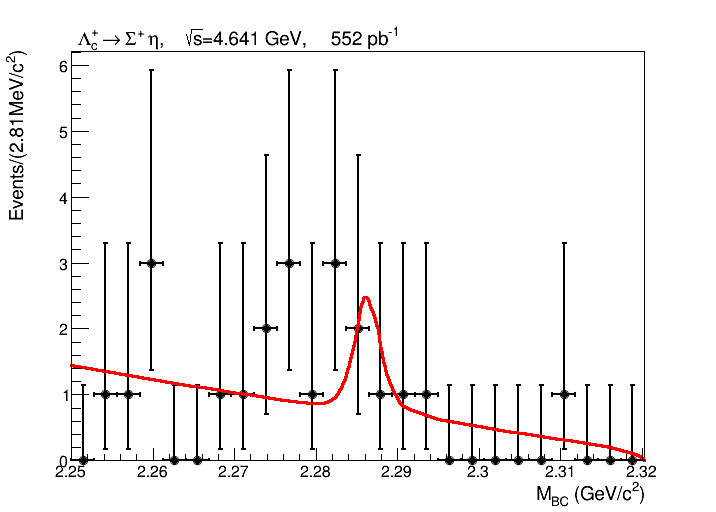 Λc+ → Σ+ η, √s=4.641 GeV, 552 pb-1
Events/(2.81MeV/c2)
6
5
4
3
2
1
0
2.25 2.26 2.27 2.28 2.29 2.3 2.31 2.32
MBC (GeV/c2)